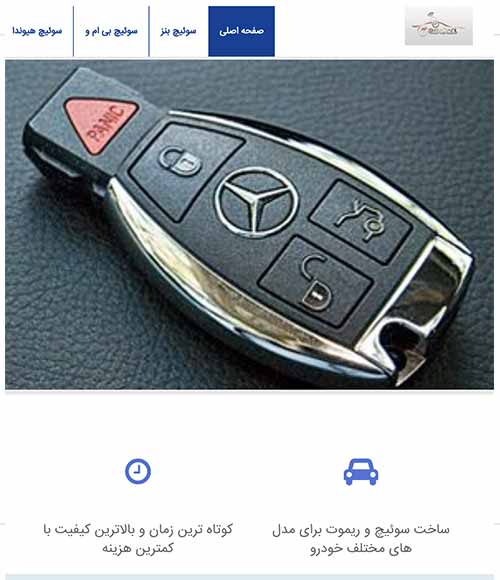 صفحه اصلی
سوئیچ بنز
سوئیچ بی ام و
سوئیچ هیوندا
PANIC
ساخت سوئیچ و ریموت برای مدل
های مختلف خودرو
کوتاه ترین زمان و بالاترین کیفیت با
کمترین هزینه